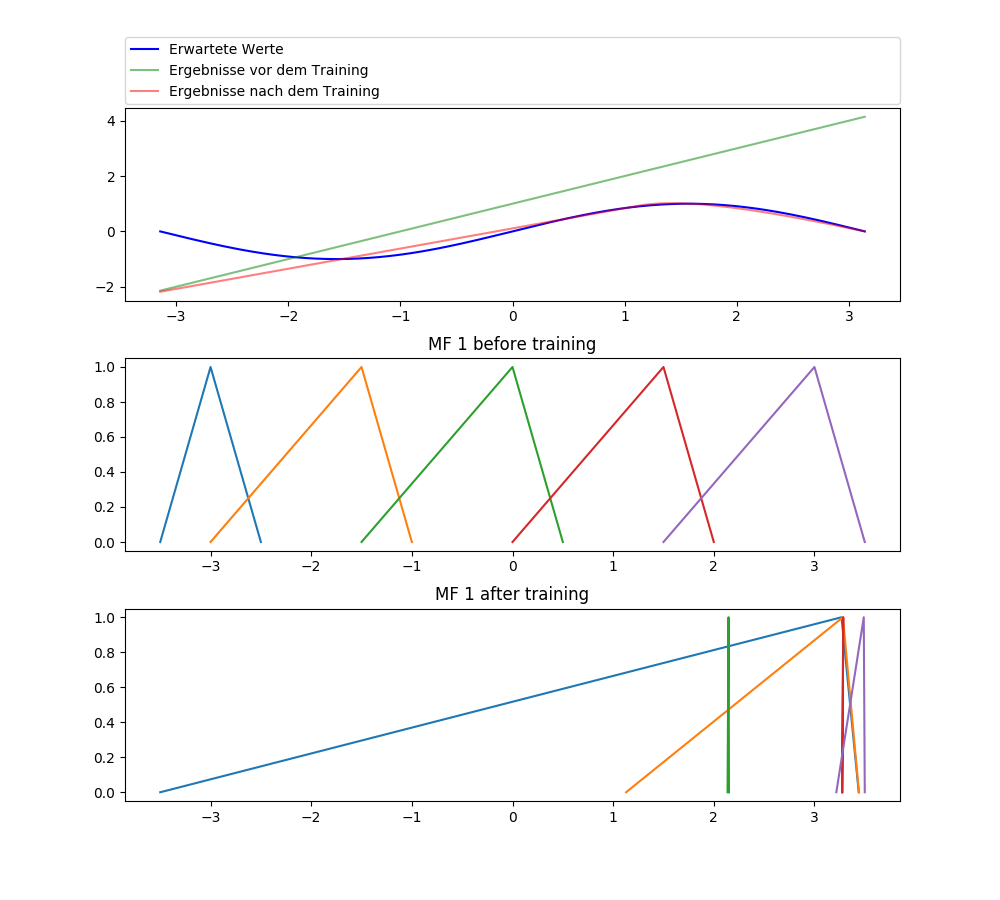 Erwartete Werte
Ergebnisse vor dem Training
Ergebnisse nach dem Training
4
2
0
−2
−3 −2 −1 0 1 2 3
MF 1 before training
1.0
0.8
0.6
0.4
0.2
0.0
−3 −2 −1 0 1 2 3
MF 1 after training
1.0
0.8
0.6
0.4
0.2
0.0
−3 −2 −1 0 1 2 3